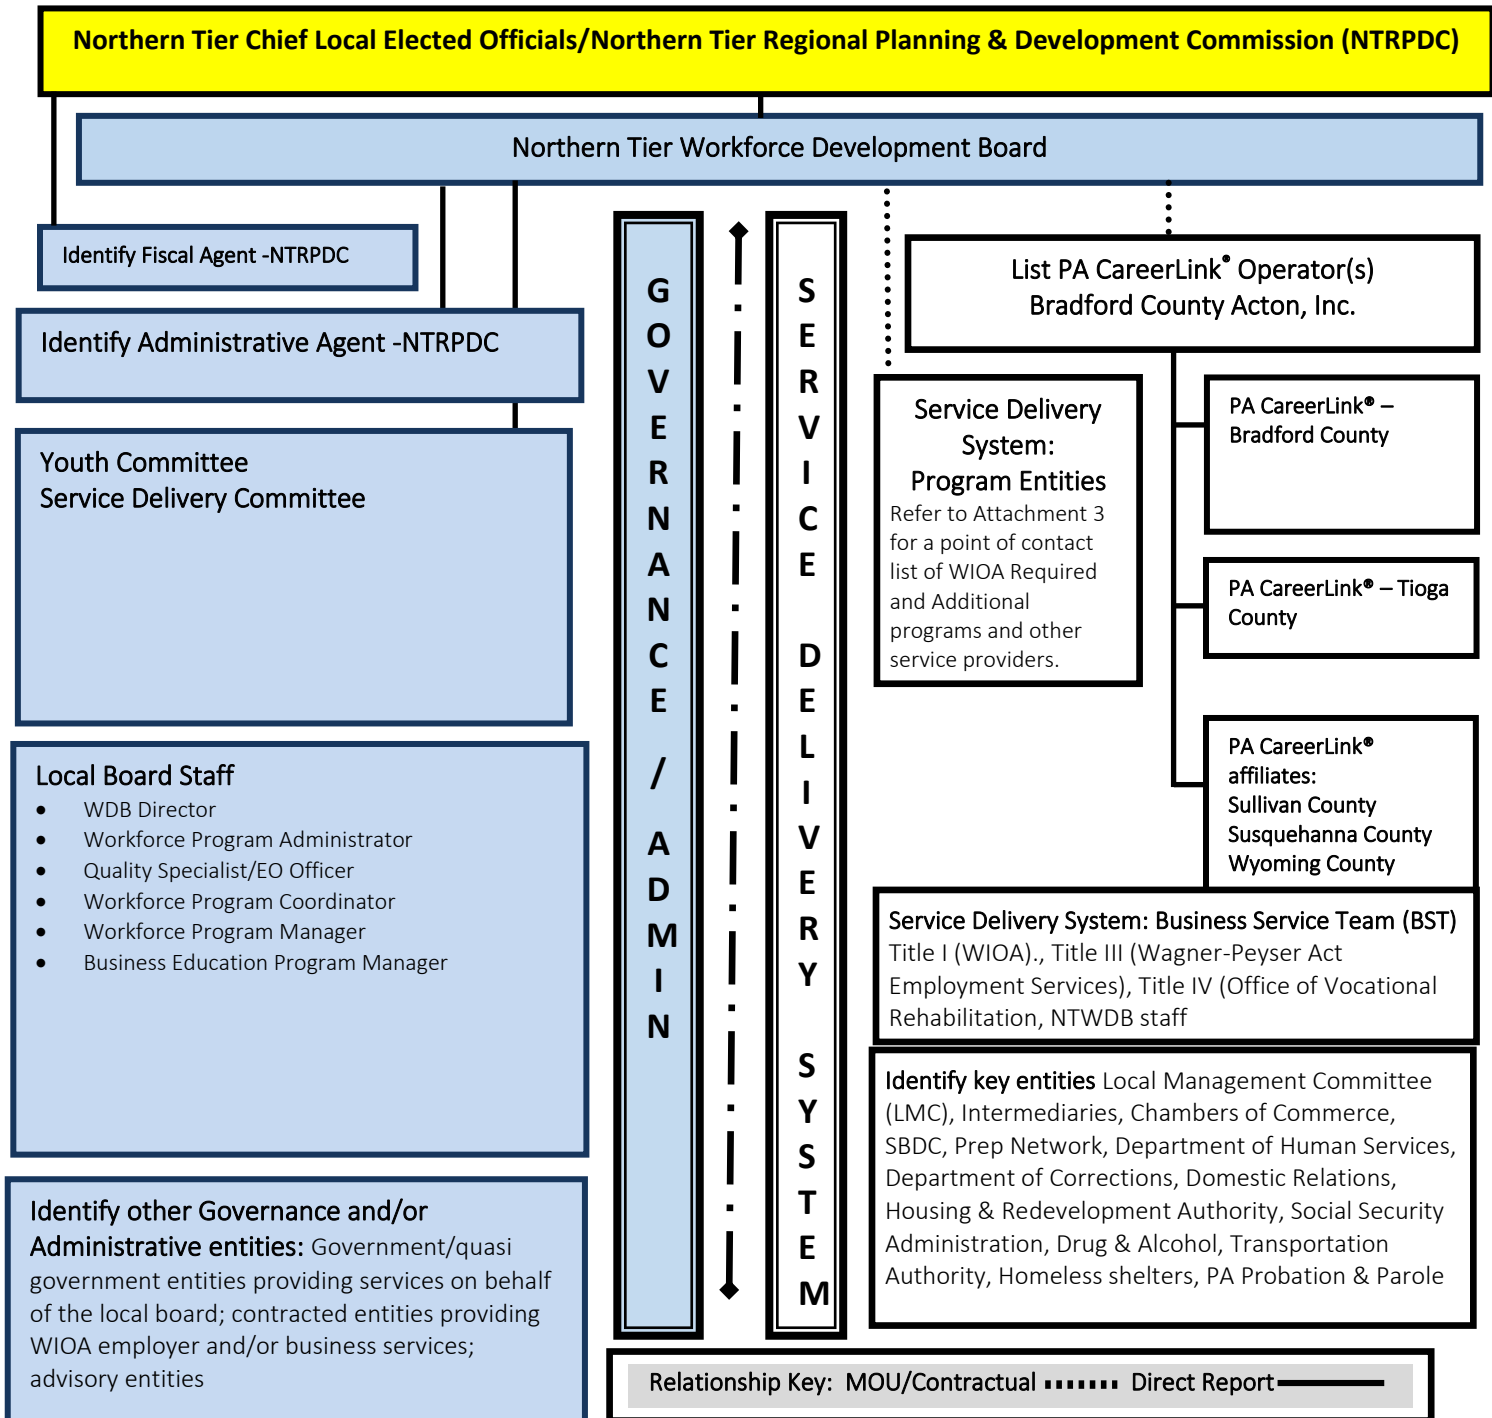 Northern Tier Chief Local Elected Officials/Northern Tier Regional Planning & Development Commission (NTRPDC)
Northern Tier Workforce Development Board
Identify Fiscal Agent -NTRPDC
Identify Administrative Agent -NTRPDC
Youth Committee
Service Delivery Committee
Local Board Staff
• WDB Director
• Workforce Program Administrator
• Quality Specialist/EO Officer
• Workforce Program Coordinator
• Workforce Program Manager
• Business Education Program Manager
Identify other Governance and/or
Administrative entities: Government/quasi
government entities providing services on behalf
of the local board; contracted entities providing
WIOA employer and/or business services;
advisory entities
GOVERNANCE / ADMIN
SERVICE DELIVERY SYSTEM
List PA CareerLink® Operator(s)
Bradford County Acton, Inc.
Service Delivery
System:
Program Entities
Refer to Attachment 3
for a point of contact
list of WIOA Required
and Additional
programs and other
service providers.
PA CareerLink® –
Bradford County
PA CareerLink® – Tioga
County
PA CareerLink®
affiliates:
Sullivan County
Susquehanna County
Wyoming County
Service Delivery System: Business Service Team (BST)
Title I (WIOA)., Title III (Wagner-Peyser Act
Employment Services), Title IV (Office of Vocational
Rehabilitation, NTWDB staff
Identify key entities Local Management Committee
(LMC), Intermediaries, Chambers of Commerce,
SBDC, Prep Network, Department of Human Services,
Department of Corrections, Domestic Relations,
Housing & Redevelopment Authority, Social Security
Administration, Drug & Alcohol, Transportation
Authority, Homeless shelters, PA Probation & Parole
Relationship Key: MOU/Contractual Direct Report